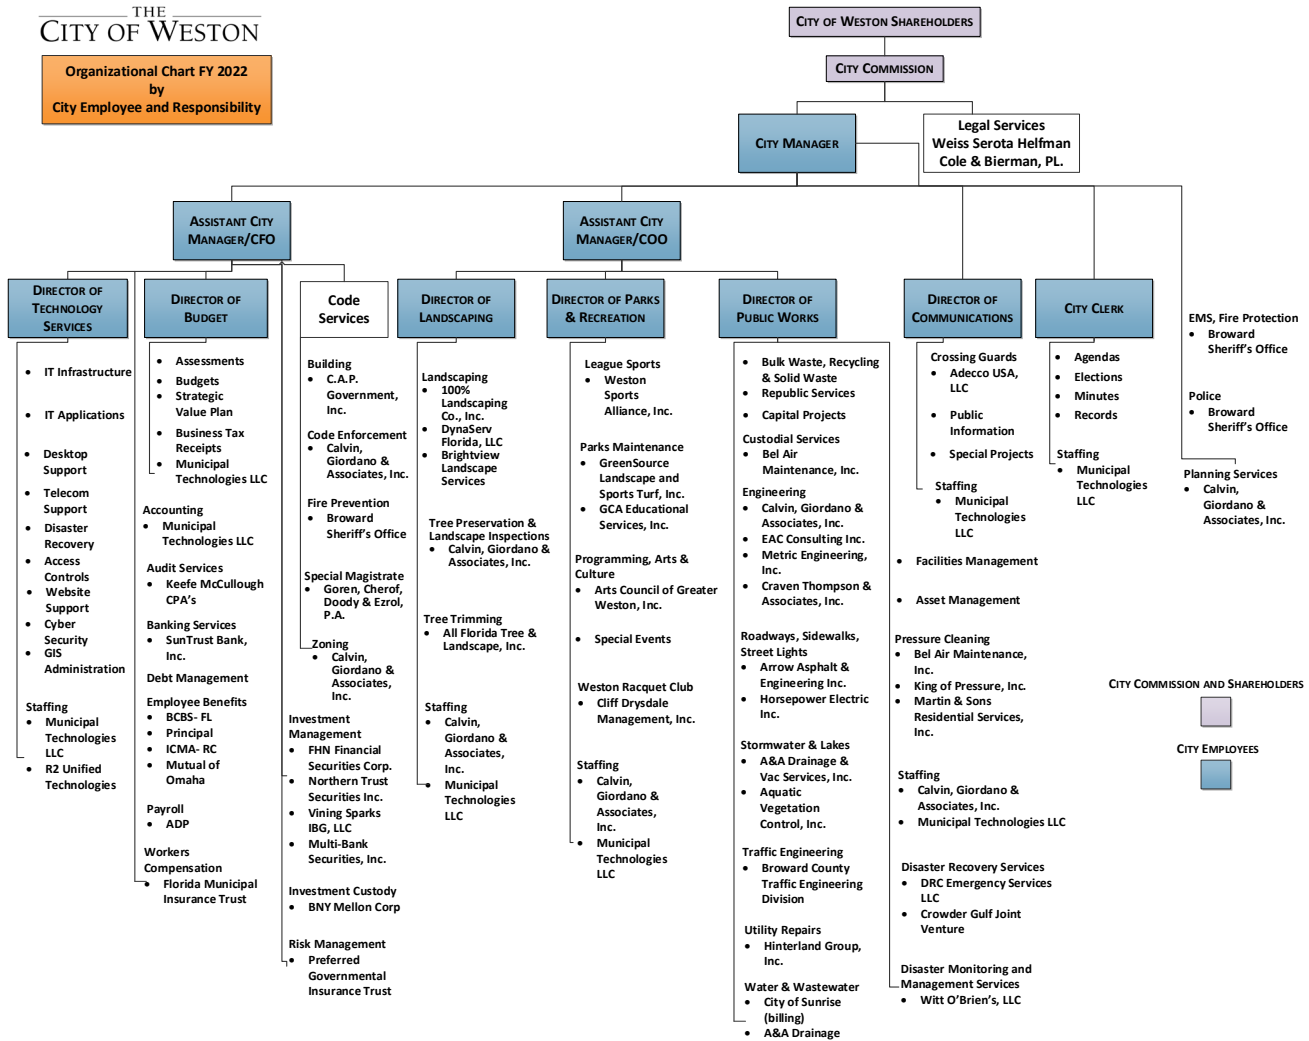 THE
CITY OF WESTON
Organizational Chart FY 2022
by
City Employee and Responsibility
CITY OF WESTON SHAREHOLDERS
CITY COMMISSION
CITY MANAGER
Legal Services
Weiss Serota Helfman
Cole & Bierman, PL.
ASSISTANT CITY
MANAGER/CFO
ASSISTANT CITY
MANAGER/COO
DIRECTOR OF
TECHNOLOGY
SERVICES
• IT Infrastructure
• IT Applications
• Desktop
Support
• Telecom
Support
• Disaster
Recovery
• Access
Controls
• Website
Support
• Cyber
Security
• GIS
Administration
Staffing
• Municipal
Technologies
LLC
• R2 Unified
Technologies
DIRECTOR OF
BUDGET
• Assessments
• Budgets
• Strategic
Value Plan
• Business Tax
Receipts
• Municipal
Technologies LLC
Accounting
• Municipal
Technologies LLC
Audit Services
• Keefe McCullough
CPA's
Banking Services
• SunTrust Bank,
Inc.
Debt Management
Employee Benefits
• BCBS- FL
• Principal
• ICMA- RC
• Mutual of
Omaha
Payroll
• ADP
Workers
Compensation
• Florida Municipal
Insurance Trust
Code
Services
Building
• C.A.P.
Government,
Inc.
Code Enforcement
• Calvin,
Giordano &
Associates, Inc.
Fire Prevention
• Broward
Sheriff's Office
Special Magistrate
• Goren, Cherof,
Doody & Ezrol,
P.A.
Zoning
• Calvin,
Giordano &
Associates,
Inc.
Investment
Management
• FHN Financial
Securities Corp.
• Northern Trust
Securities Inc.
• Vining Sparks
IBG, LLC
• Multi-Bank
Securities, Inc.
Investment Custody
• BNY Mellon Corp
Risk Management
• Preferred
Governmental
Insurance Trust
DIRECTOR OF
LANDSCAPING
Landscaping
• 100%
Landscaping
Co., Inc.
• DynaServ
Florida, LLC
• Brightview
Landscape
Services
Tree Preservation &
Landscape Inspections
• Calvin, Giordano &
Associates, Inc.
Tree Trimming
• All Florida Tree &
Landscape, Inc.
Staffing
• Calvin,
Giordano &
Associates,
Inc.
• Municipal
Technologies
LLC
DIRECTOR OF PARKS
& RECREATION
League Sports
• Weston
Sports
Alliance, Inc.
Parks Maintenance
• GreenSource
Landscape and
Sports Turf, Inc.
• GCA Educational
Services, Inc.
Programming, Arts &
Culture
• Arts Council of Greater
Weston, Inc.
• Special Events
Weston Racquet Club
• Cliff Drysdale
Management, Inc.
Staffing
• Calvin,
Giordano &
Associates,
Inc.
• Municipal
Technologies
LLC
DIRECTOR OF
PUBLIC WORKS
• Bulk Waste, Recycling
& Solid Waste
• Republic Services
• Capital Projects
Custodial Services
• Bel Air
Maintenance, Inc.
Engineering
• Calvin, Giordano &
Associates, Inc.
• EAC Consulting Inc.
• Metric Engineering,
Inc.
• Craven Thompson &
Associates, Inc.
Roadways, Sidewalks,
Street Lights
• Arrow Asphalt &
Engineering Inc.
• Horsepower Electric
Inc.
Stormwater & Lakes
• A&A Drainage &
Vac Services, Inc.
• Aquatic
Vegetation
Control, Inc.
Traffic Engineering
• Broward County
Traffic Engineering
Division
Utility Repairs
• Hinterland Group,
Inc.
Water & Wastewater
• City of Sunrise
(billing)
• A&A Drainage
DIRECTOR OF
COMMUNICATIONS
Crossing Guards
• Adecco USA,
LLC
• Public
Information
• Special Projects
Staffing
• Municipal
Technologies
LLC
• Facilities Management
• Asset Management
Pressure Cleaning
• Bel Air Maintenance,
Inc.
• King of Pressure, Inc.
• Martin & Sons
Residential Services,
Inc.
Staffing
• Calvin, Giordano &
Associates, Inc.
• Municipal Technologies LLC
Disaster Recovery Services
• DRC Emergency Services
LLC
• Crowder Gulf Joint
Venture
Disaster Monitoring and
Management Services
• Witt O'Brien's, LLC
CITY CLERK
• Agendas
• Elections
• Minutes
• Records
Staffing
• Municipal
Technologies
LLC
EMS, Fire Protection
• Broward
Sheriff's Office
Police
• Broward
Sheriff's Office
Planning Services
• Calvin,
Giordano &
Associates, Inc.
CITY COMMISSION AND SHAREHOLDERS
CITY EMPLOYEES